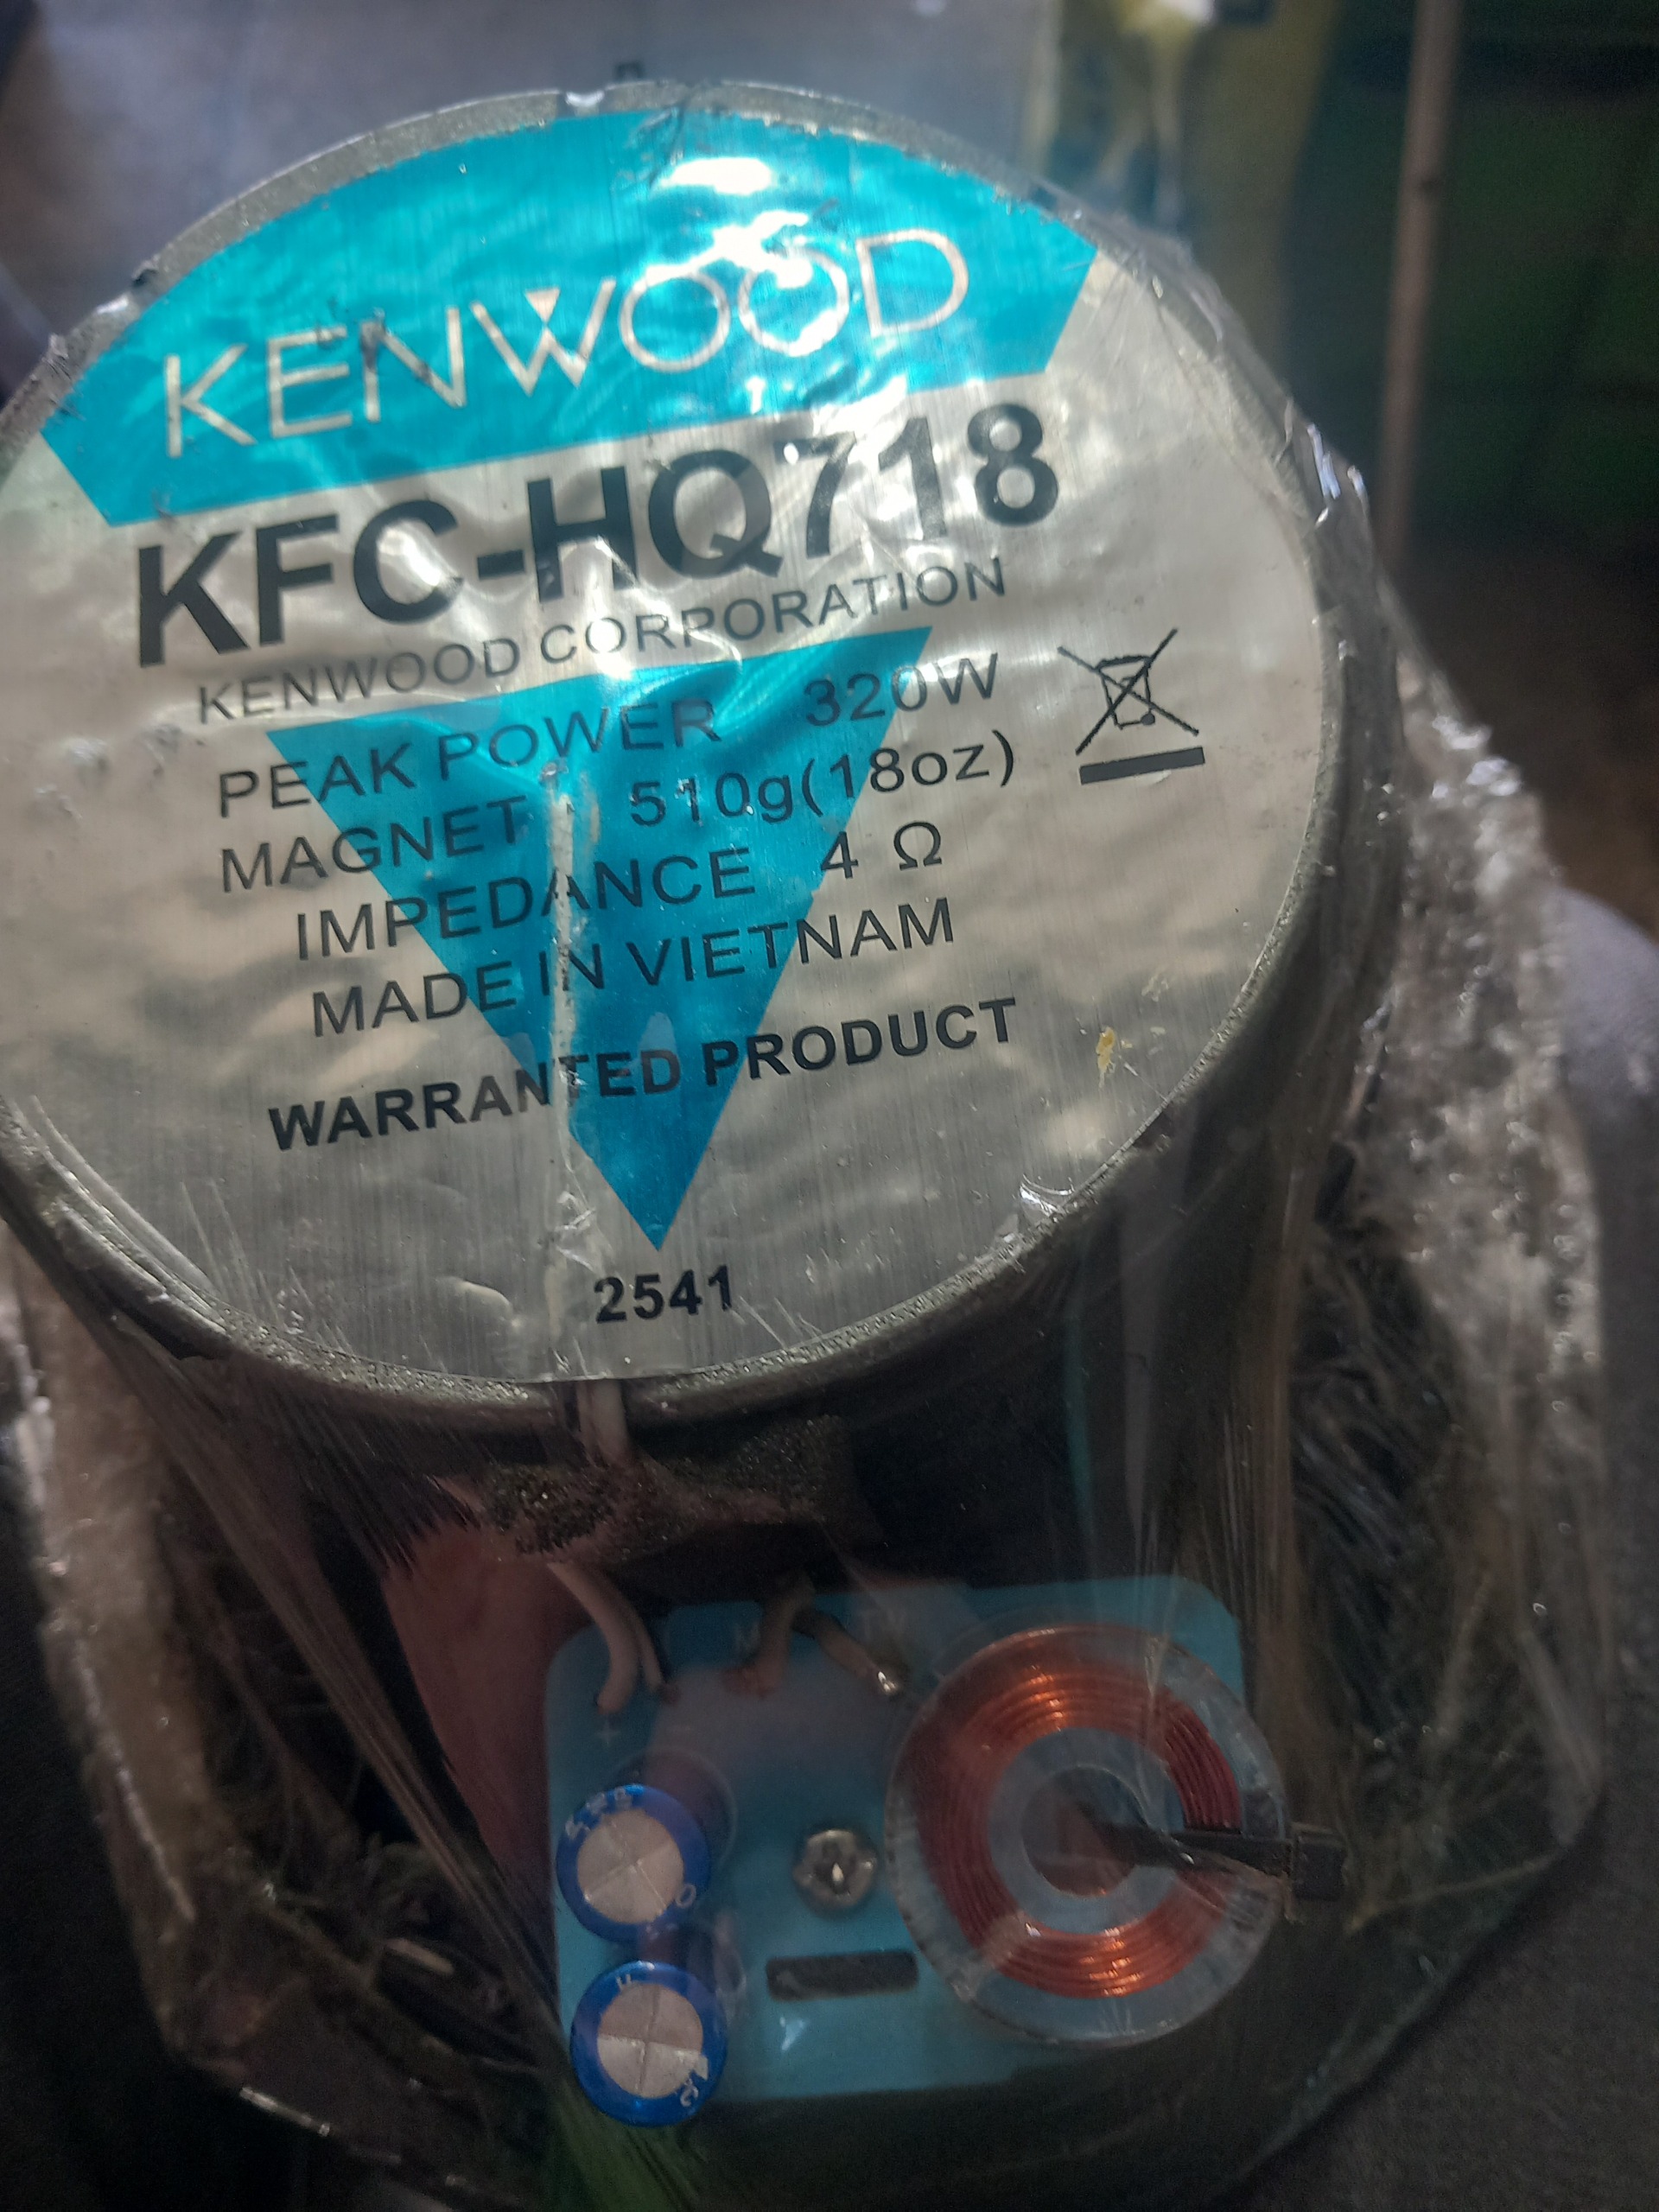 KENWOOD
KFC-HQ718
KENWOOD CORPORATION
PEAK POWER 320W
MAGNET 510g(18oz)
IMPEDANCE 4 Ω
MADE IN VIETNAM
WARRANTED PRODUCT
2541
+